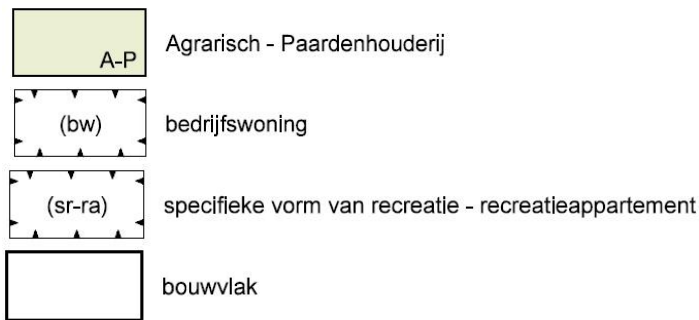 A-P Agrarisch - Paardenhouderij
(bw) bedrijfswoning
(sr-ra) specifieke vorm van recreatie - recreatieappartement
bouwvlak